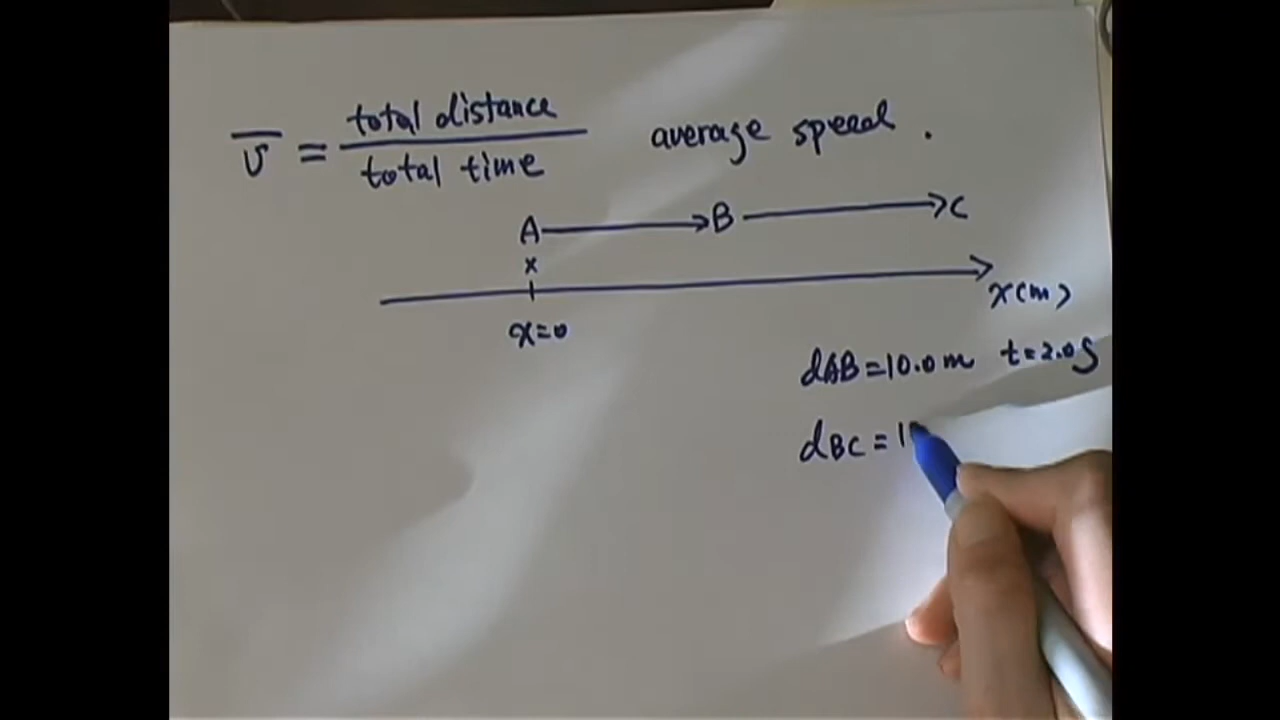 v̅ = total distance / total time average speed .
A → B → C
x
x(m)
x=0
dAB = 10.0 m t = 2.0 s
dBC = 1